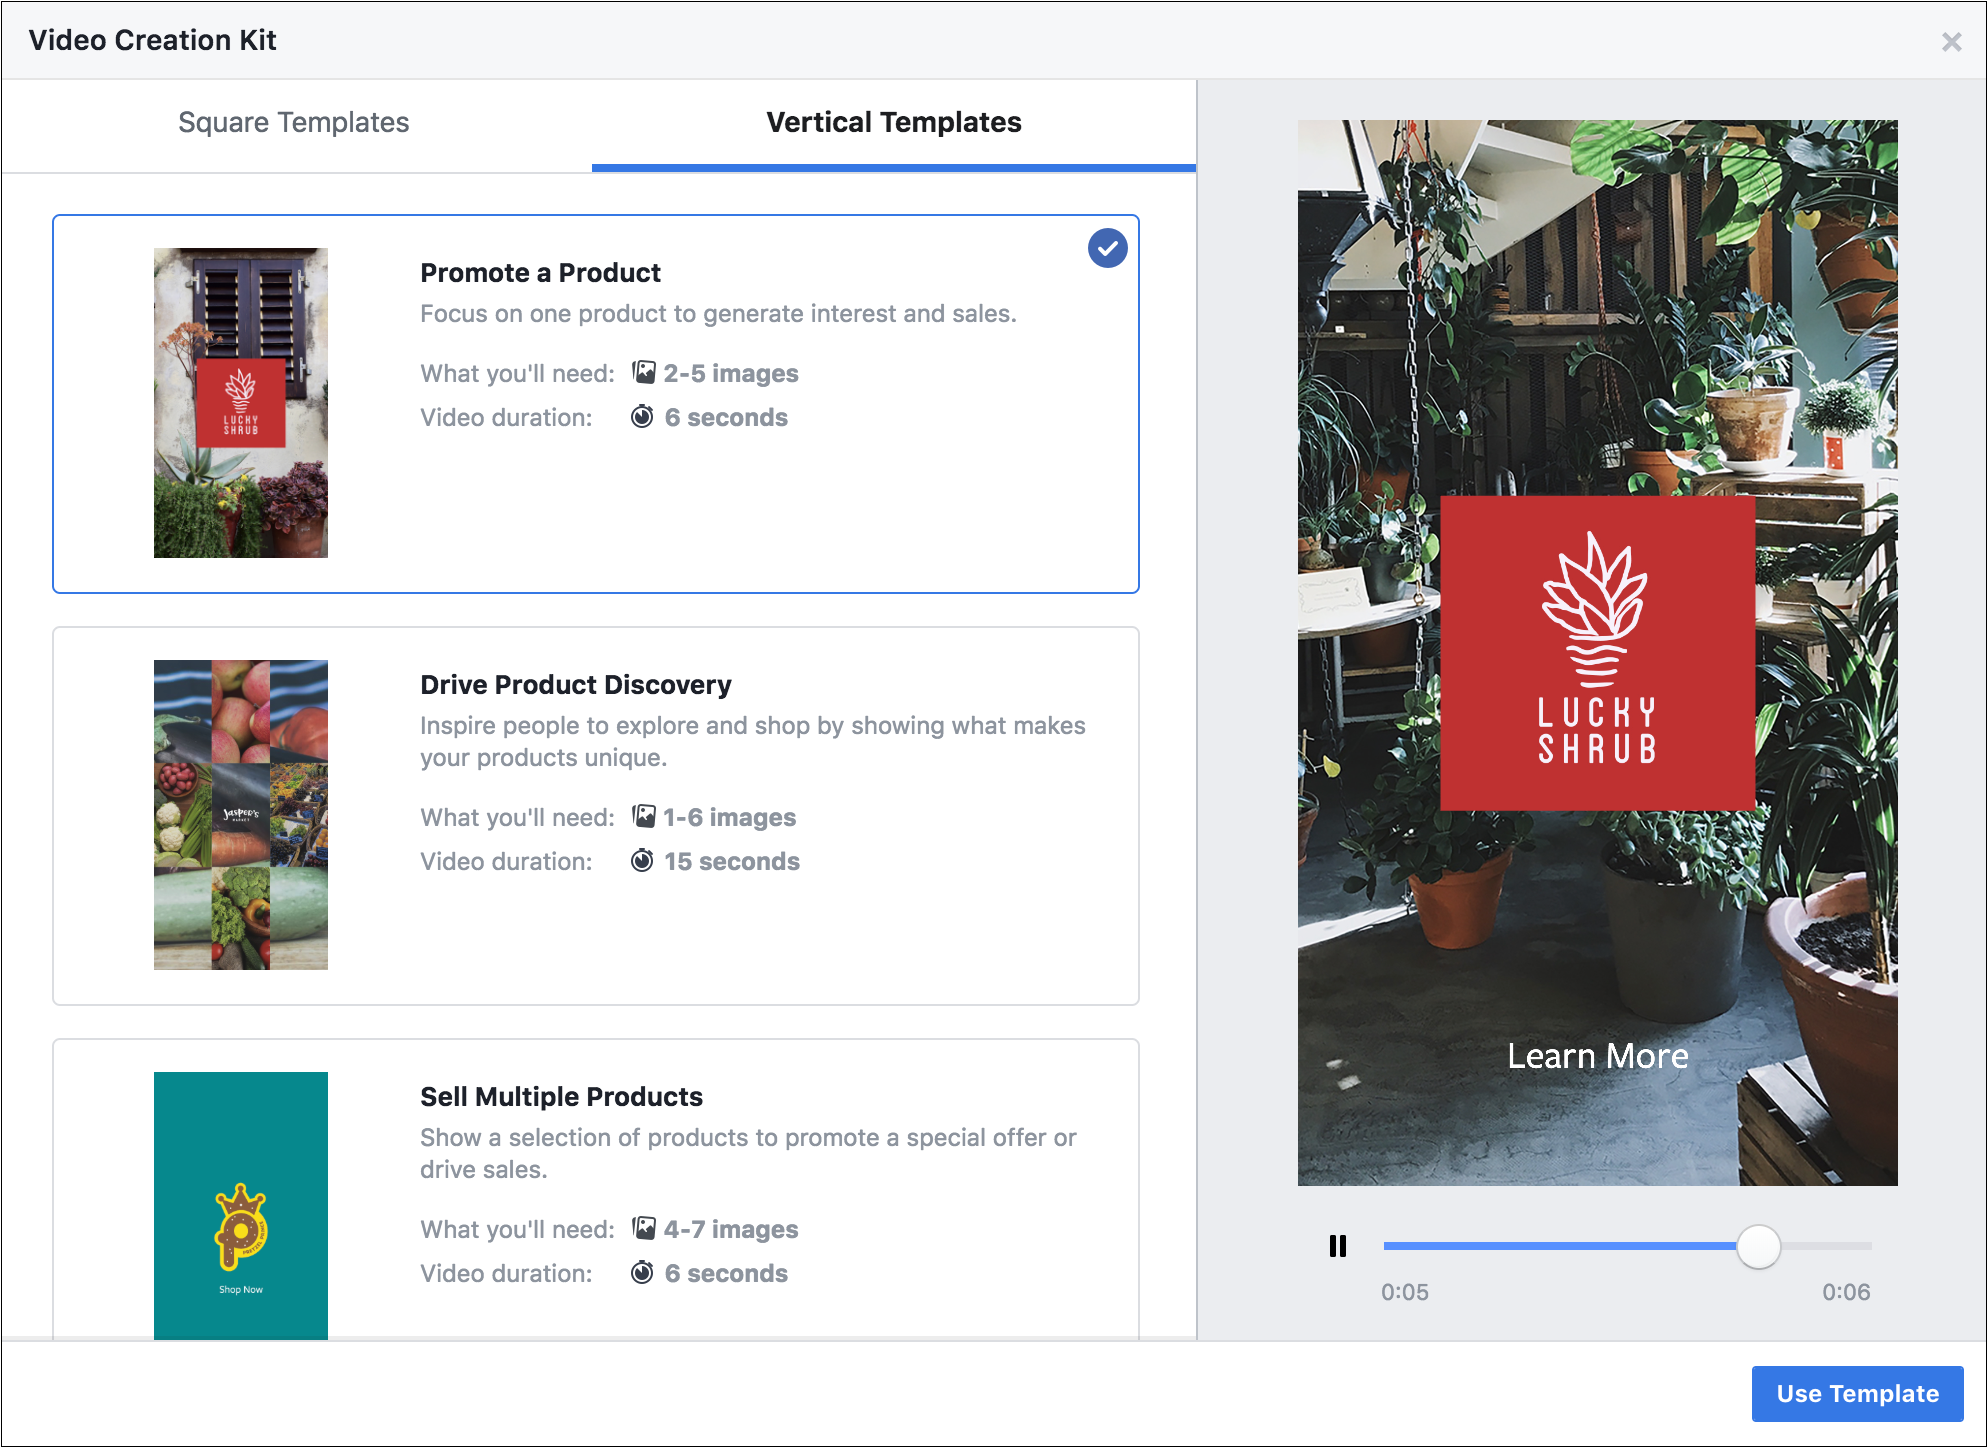 Video Creation Kit
Square Templates
Vertical Templates
Promote a Product
Focus on one product to generate interest and sales.
What you'll need: 2-5 images
Video duration: 6 seconds
LUCKY
SHRUB
Drive Product Discovery
Inspire people to explore and shop by showing what makes
your products unique.
What you'll need: 1-6 images
Video duration: 15 seconds
Jasper's
MARKET
Sell Multiple Products
Show a selection of products to promote a special offer or
drive sales.
What you'll need: 4-7 images
Video duration: 6 seconds
Shop Now
LUCKY
SHRUB
Learn More
0:05
0:06
Use Template